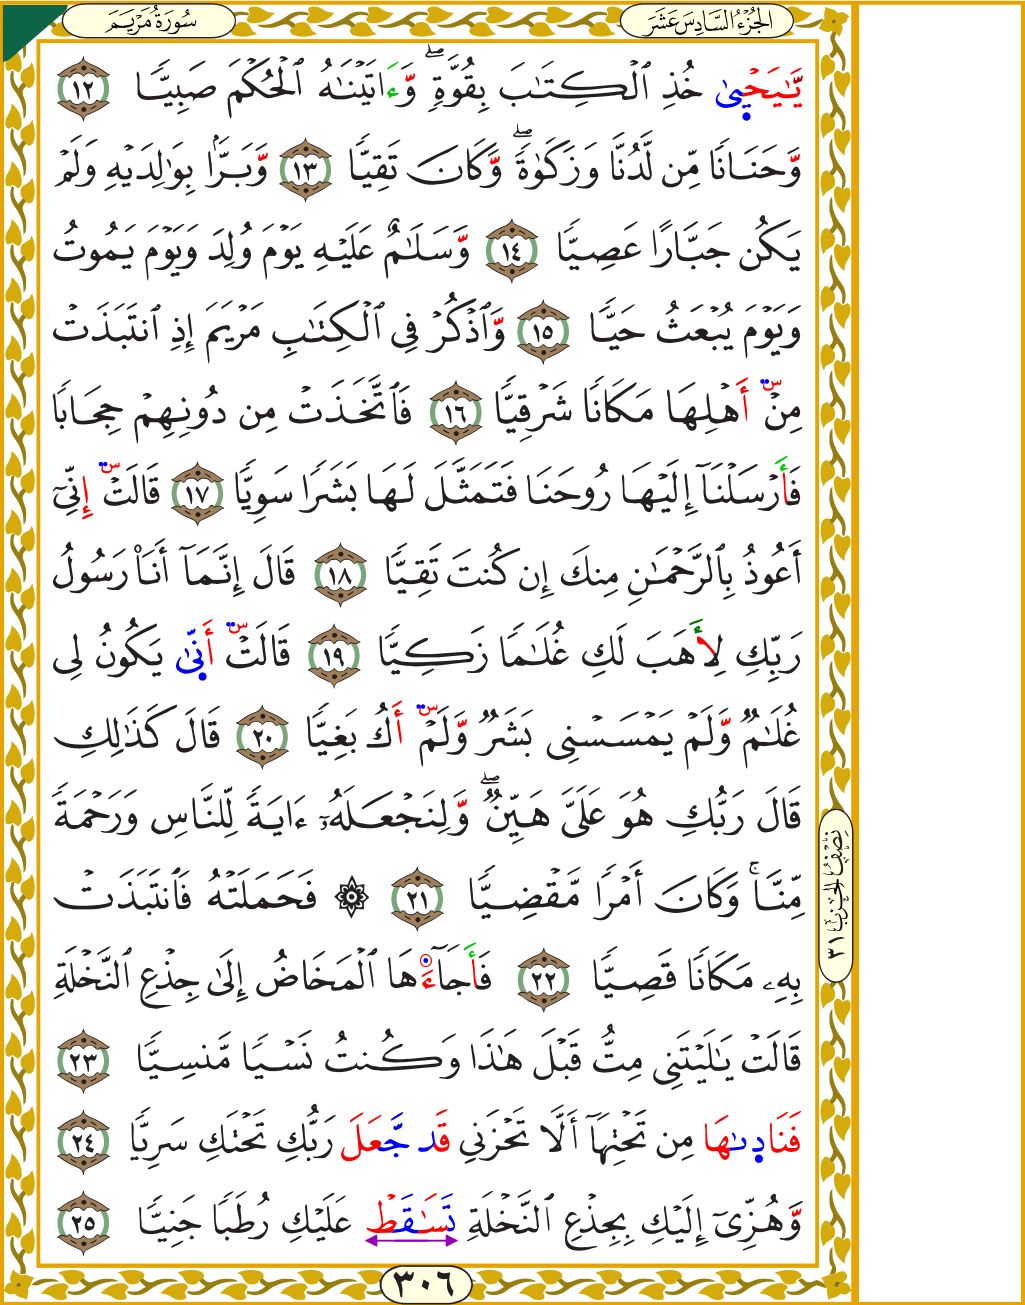 سُورَةُ مَرۡيَمَ
الجُزْءُ السَّادِسَ عَشَرَ
يَّٰيَحۡيٜىٰ خُذِ ٱلۡكِتَٰبَ بِقُوَّةٖۖ وَّءَاتَيۡنَٰهُ ٱلۡحُكۡمَ صَبِيّٗا ١٢
وَّحَنَانٗا مِّن لَّدُنَّا وَزَكَوٰةٗۖ وَّكَانَ تَقِيّٗا ١٣ وَّبَرَّۢا بِوَٰلِدَيۡهِ وَلَمۡ
يَكُن جَبَّارًا عَصِيّٗا ١٤ وَّسَلَٰمٌ عَلَيۡهِ يَوۡمَ وُلِدَ وَيَوۡمَ يَمُوتُ
وَيَوۡمَ يُبۡعَثُ حَيّٗا ١٥ وَّٱذۡكُرۡ فِي ٱلۡكِتَٰبِ مَرۡيَمَ إِذِ ٱنتَبَذَتۡ
مِنۡ أَهۡلِهَا مَكَانٗا شَرۡقِيّٗا ١٦ فَٱتَّخَذَتۡ مِن دُونِهِمۡ حِجَابٗا
فَأَرۡسَلۡنَآ إِلَيۡهَا رُوحَنَا فَتَمَثَّلَ لَهَا بَشَرٗا سَوِيّٗا ١٧ قَالَتۡ إِنِّيٓ
أَعُوذُ بِٱلرَّحۡمَٰنِ مِنكَ إِن كُنتَ تَقِيّٗا ١٨ قَالَ إِنَّمَآ أَنَا۠ رَسُولُ
رَبِّكِ لِأَهَبَ لَكِ غُلَٰمٗا زَكِيّٗا ١٩ قَالَتۡ أَنّٜىٰ يَكُونُ لِي
غُلَٰمٞ وَّلَمۡ يَمۡسَسۡنِي بَشَرٞ وَّلَمۡ أَكُ بَغِيّٗا ٢٠ قَالَ كَذَٰلِكِ
قَالَ رَبُّكِ هُوَ عَلَيَّ هَيِّنٞۖ وَّلِنَجۡعَلَهُۥٓ ءَايَةٗ لِّلنَّاسِ وَرَحۡمَةٗ
مِّنَّاۚ وَكَانَ أَمۡرٗا مَّقۡضِيّٗا ٢١ ۞ فَحَمَلَتۡهُ فَٱنتَبَذَتۡ
بِهِۦ مَكَانٗا قَصِيّٗا ٢٢ فَأَجَآءَهَا ٱلۡمَخَاضُ إِلَىٰ جِذۡعِ ٱلنَّخۡلَةِ
قَالَتۡ يَٰلَيۡتَنِي مِتُّ قَبۡلَ هَٰذَا وَكُنتُ نَسۡيٗا مَّنسِيّٗا ٢٣
فَنَادٜىٰهَا مِن تَحۡتِهَآ أَلَّا تَحۡزَنِي قَد جَّعَلَ رَبُّكِ تَحۡتَكِ سَرِيّٗا ٢٤
وَّهُزِّيٓ إِلَيۡكِ بِجِذۡعِ ٱلنَّخۡلَةِ تَسَٰقَطۡ عَلَيۡكِ رُطَبٗا جَنِيّٗا ٢٥
نِصْفُ الحِزْبِ ٣١
٣٠٦